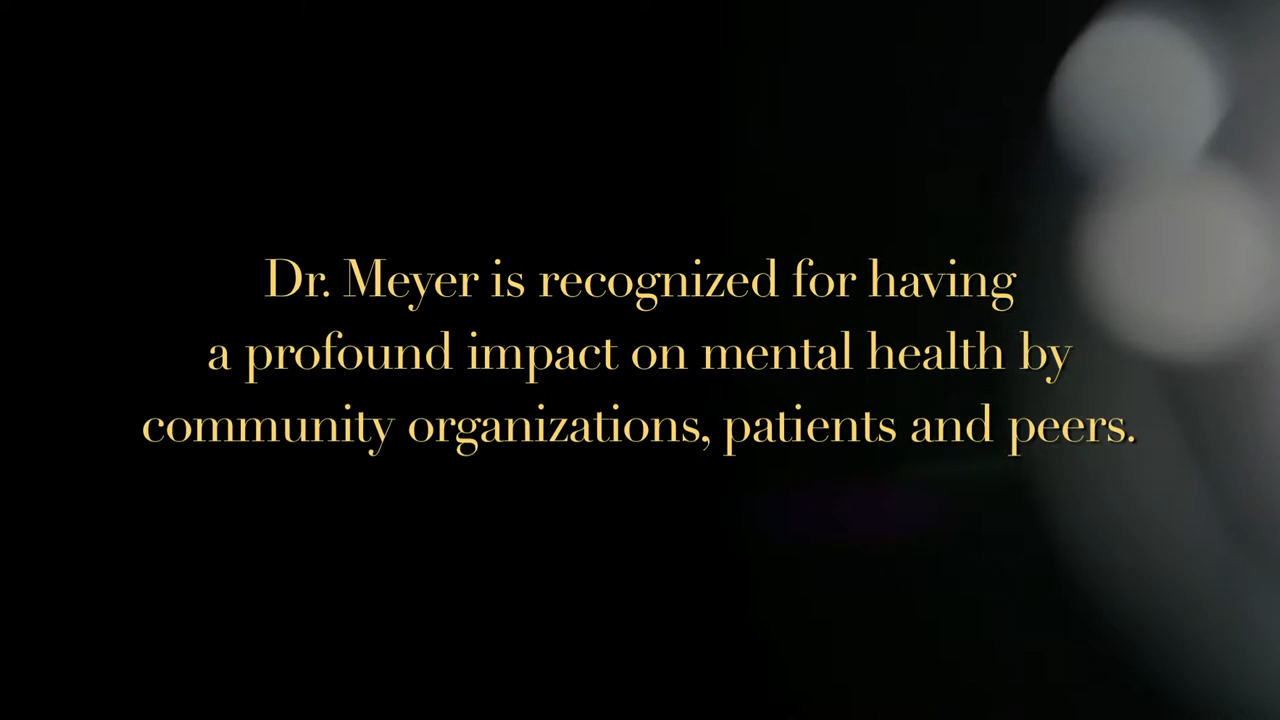 Dr. Meyer is recognized for having
a profound impact on mental health by
community organizations, patients and peers.